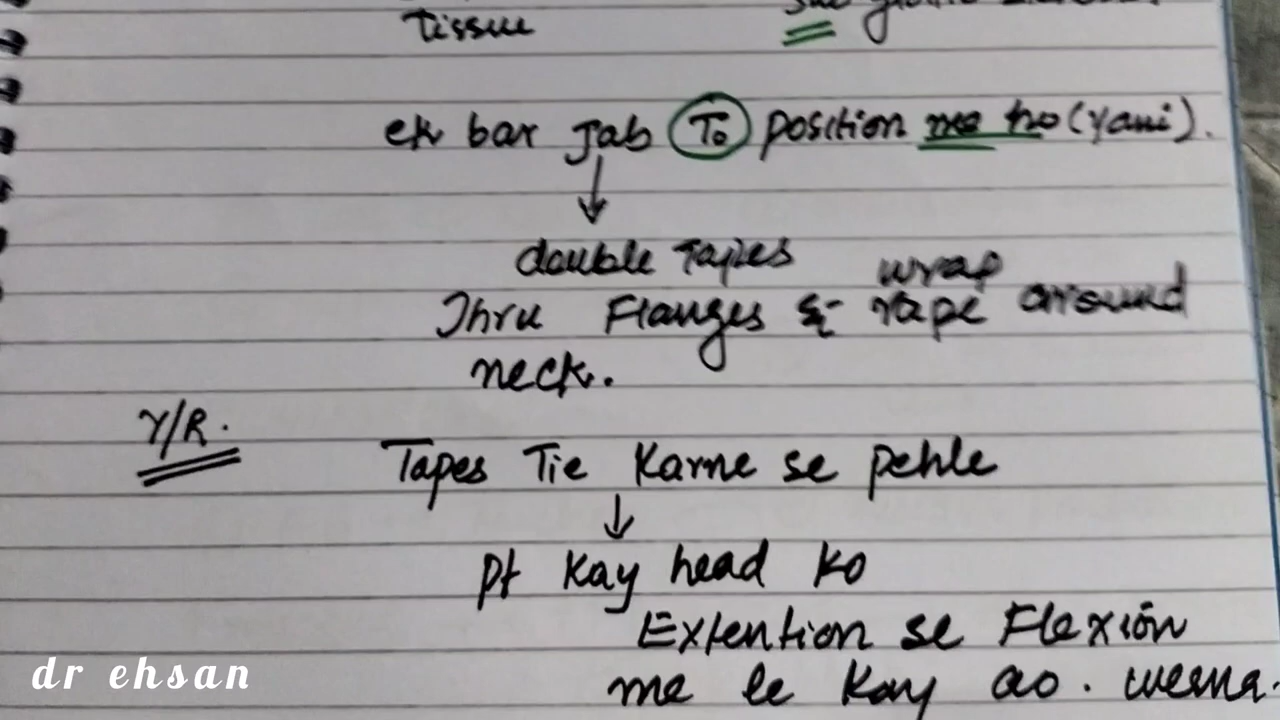 tissue
ek bar Jab To position me ho (Yani).
double Tapes
wrap
Thru Flanges & tape around
neck.
Y/R.
Tapes Tie Karne se pehle
Pt Kay head ko
Extention se Flexion
me le Kay ao. werna.
dr ehsan